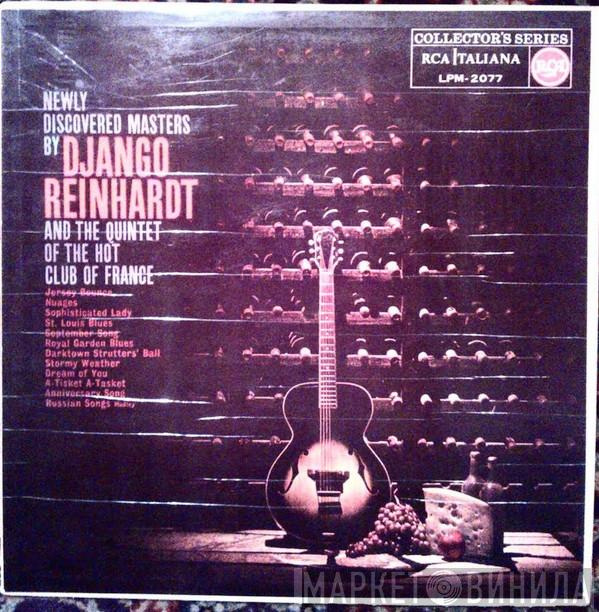 COLLECTOR'S SERIES
RCA ITALIANA
LPM-2077
RCA
NEWLY
DISCOVERED MASTERS
BY DJANGO
REINHARDT
AND THE QUINTET
OF THE HOT
CLUB OF FRANCE
Jersey Bounce
Nuages
Sophisticated Lady
St. Louis Blues
September Song
Royal Garden Blues
Darktown Strutters' Ball
Stormy Weather
Dream of You
A-Tisket A-Tasket
Anniversary Song
Russian Songs Medley
МАРКЕТ ВИНИЛА